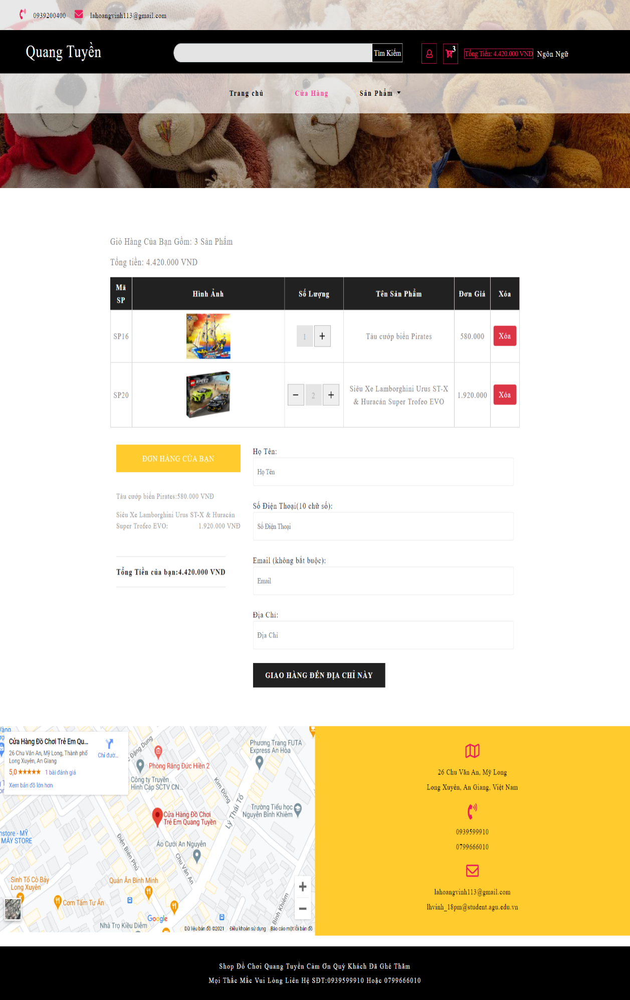 0939200400 lahoangvinh113@gmail.com
Quang Tuyền
Tìm Kiếm
3
Tổng Tiền: 4.420.000 VND
Ngôn Ngữ
Trang chủ
Cửa Hàng
Sản Phẩm
Giỏ Hàng Của Bạn Gồm: 3 Sản Phẩm
Tổng tiền: 4.420.000 VND
Mã SP Hình Ảnh Số Lượng Tên Sản Phẩm Đơn Giá Xóa
SP16 1 + Tàu cướp biển Pirates 580.000 Xóa
SPEED
SP20 − 2 + Siêu Xe Lamborghini Urus ST-X
& Huracán Super Trofeo EVO 1.920.000 Xóa
ĐƠN HÀNG CỦA BẠN
Tàu cướp biển Pirates:580.000 VNĐ
Siêu Xe Lamborghini Urus ST-X & Huracán
Super Trofeo EVO: 1.920.000 VNĐ
Tổng Tiền của bạn:4.420.000 VND
Họ Tên:
Họ Tên
Số Điện Thoại(10 chữ số):
Số Điện Thoại
Email (không bắt buộc):
Email
Địa Chỉ:
Địa Chỉ
GIAO HÀNG ĐẾN ĐỊA CHỈ NÀY
Cửa Hàng Đồ Chơi Trẻ Em Qu...
26 Chu Văn An, Mỹ Long, Thành phố
Long Xuyên, An Giang
5,0 ★★★★★ 1 bài đánh giá
Xem bản đồ lớn hơn
Chỉ đườ...
Đặng Dung
Phòng Răng Đức Hiền 2
Công ty Truyền
Hình Cáp SCTV CN...
Phương Trang FUTA
Express An Hòa
Kim Đồng
Lý Thái Tổ
Trường Tiểu học
Nguyễn Bỉnh Khiêm
Cửa Hàng Đồ Chơi
Trẻ Em Quang Tuyền
nstore - MỸ
MÁY STORE
Áo Cưới An Nguyễn
Điện Biên Phủ
Chu Văn An
Sinh Tố Cô Bảy
Long Xuyên
Quán Ăn Bình Minh
Cơm Tấm Tư Ẩn
Bỉnh Khiêm
Google
Nhà Trọ Kiều Diễm
Dữ liệu bản đồ ©2021 Điều khoản sử dụng Báo cáo một lỗi bản đồ
26 Chu Văn An, Mỹ Long
Long Xuyên, An Giang, Việt Nam
0939599910
0799666010
lahoangvinh113@gmail.com
lhvinh_18pm@student.agu.edu.vn
Shop Đồ Chơi Quang Tuyền Cảm Ơn Quý Khách Đã Ghé Thăm
Mọi Thắc Mắc Vui Lòng Liên Hệ SĐT:0939599910 Hoặc 0799666010